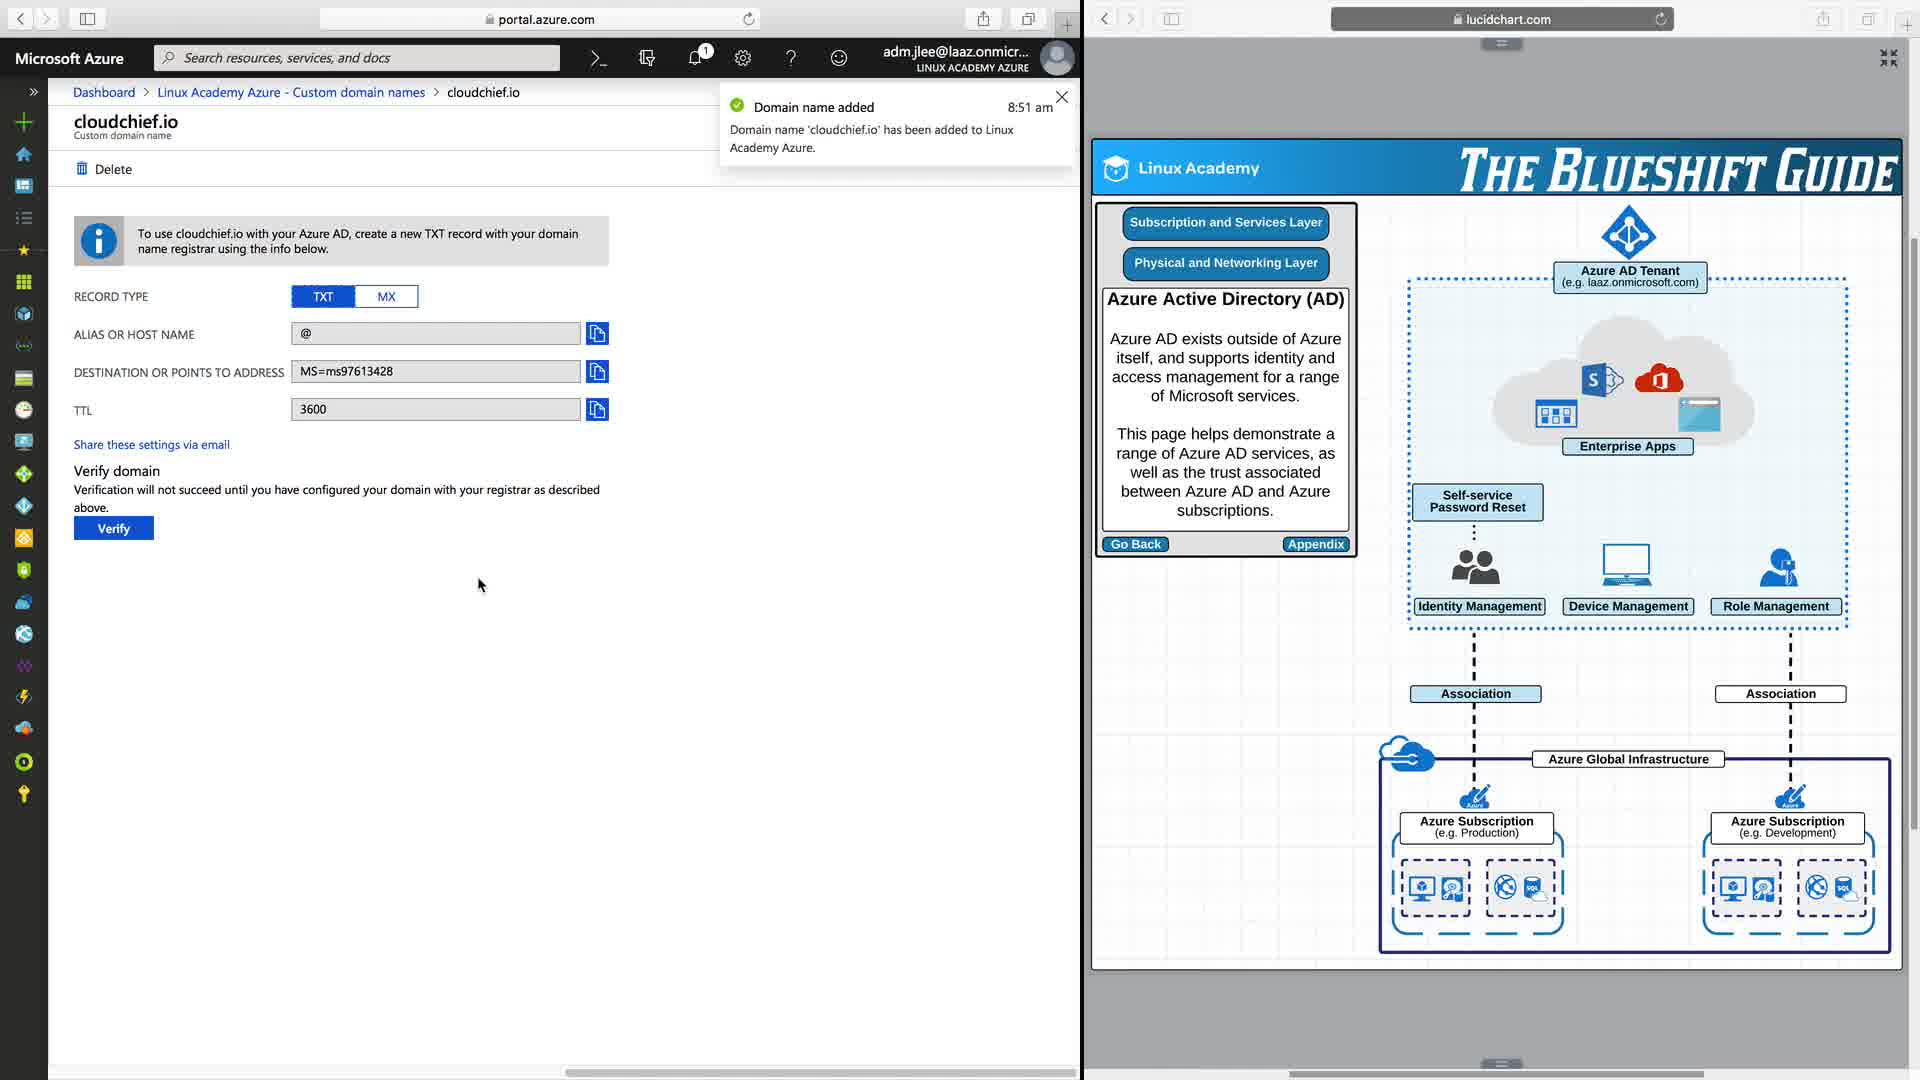 portal.azure.com
Microsoft Azure
Search resources, services, and docs
1
adm.jlee@laaz.onmicr...
LINUX ACADEMY AZURE
Dashboard > Linux Academy Azure - Custom domain names > cloudchief.io
cloudchief.io
Custom domain name
Domain name added 8:51 am
Domain name 'cloudchief.io' has been added to Linux
Academy Azure.
Delete
To use cloudchief.io with your Azure AD, create a new TXT record with your domain
name registrar using the info below.
RECORD TYPE TXT MX
ALIAS OR HOST NAME @
DESTINATION OR POINTS TO ADDRESS MS=ms97613428
TTL 3600
Share these settings via email
Verify domain
Verification will not succeed until you have configured your domain with your registrar as described
above.
Verify
lucidchart.com
Linux Academy
THE BLUESHIFT GUIDE
Subscription and Services Layer
Physical and Networking Layer
Azure Active Directory (AD)
Azure AD exists outside of Azure
itself, and supports identity and
access management for a range
of Microsoft services.
This page helps demonstrate a
range of Azure AD services, as
well as the trust associated
between Azure AD and Azure
subscriptions.
Go Back Appendix
Azure AD Tenant
(e.g. laaz.onmicrosoft.com)
Enterprise Apps
Self-service
Password Reset
Identity Management Device Management Role Management
Association Association
Azure Global Infrastructure
Azure Azure
Azure Subscription
(e.g. Production)
Azure Subscription
(e.g. Development)
SQL SQL